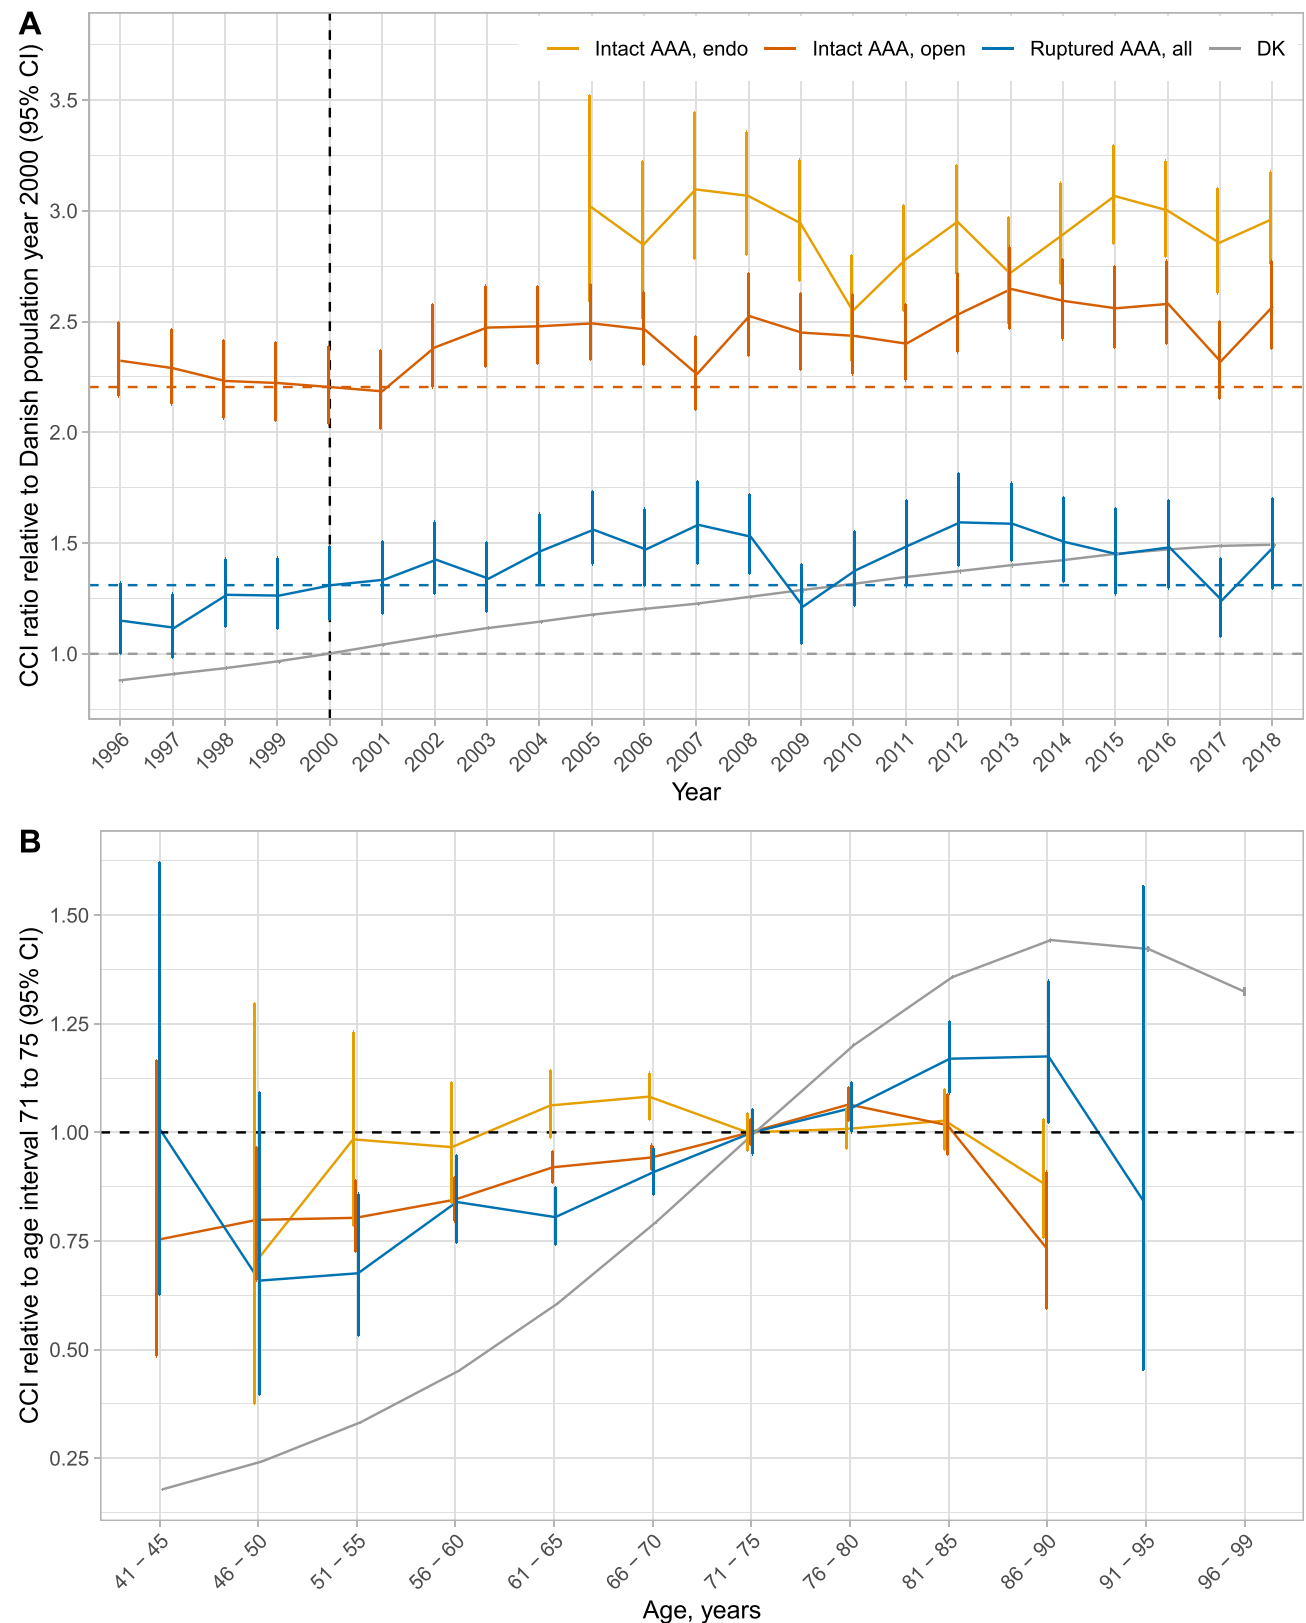 A
CCI ratio relative to Danish population year 2000 (95% CI)
Intact AAA, endo
Intact AAA, open
Ruptured AAA, all
DK
3.5
3.0
2.5
2.0
1.5
1.0
1996
1997
1998
1999
2000
2001
2002
2003
2004
2005
2006
2007
2008
2009
2010
2011
2012
2013
2014
2015
2016
2017
2018
Year
B
CCI relative to age interval 71 to 75 (95% CI)
1.50
1.25
1.00
0.75
0.50
0.25
41 – 45
46 – 50
51 – 55
56 – 60
61 – 65
66 – 70
71 – 75
76 – 80
81 – 85
86 – 90
91 – 95
96 – 99
Age, years